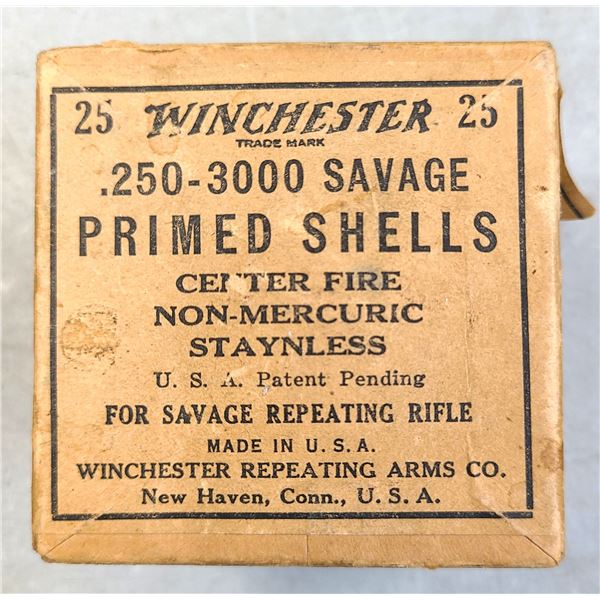 25 WINCHESTER 25
TRADE MARK
.250-3000 SAVAGE
PRIMED SHELLS
CENTER FIRE
NON-MERCURIC
STAYNLESS
U. S. A. Patent Pending
FOR SAVAGE REPEATING RIFLE
MADE IN U. S. A.
WINCHESTER REPEATING ARMS CO.
New Haven, Conn., U. S. A.